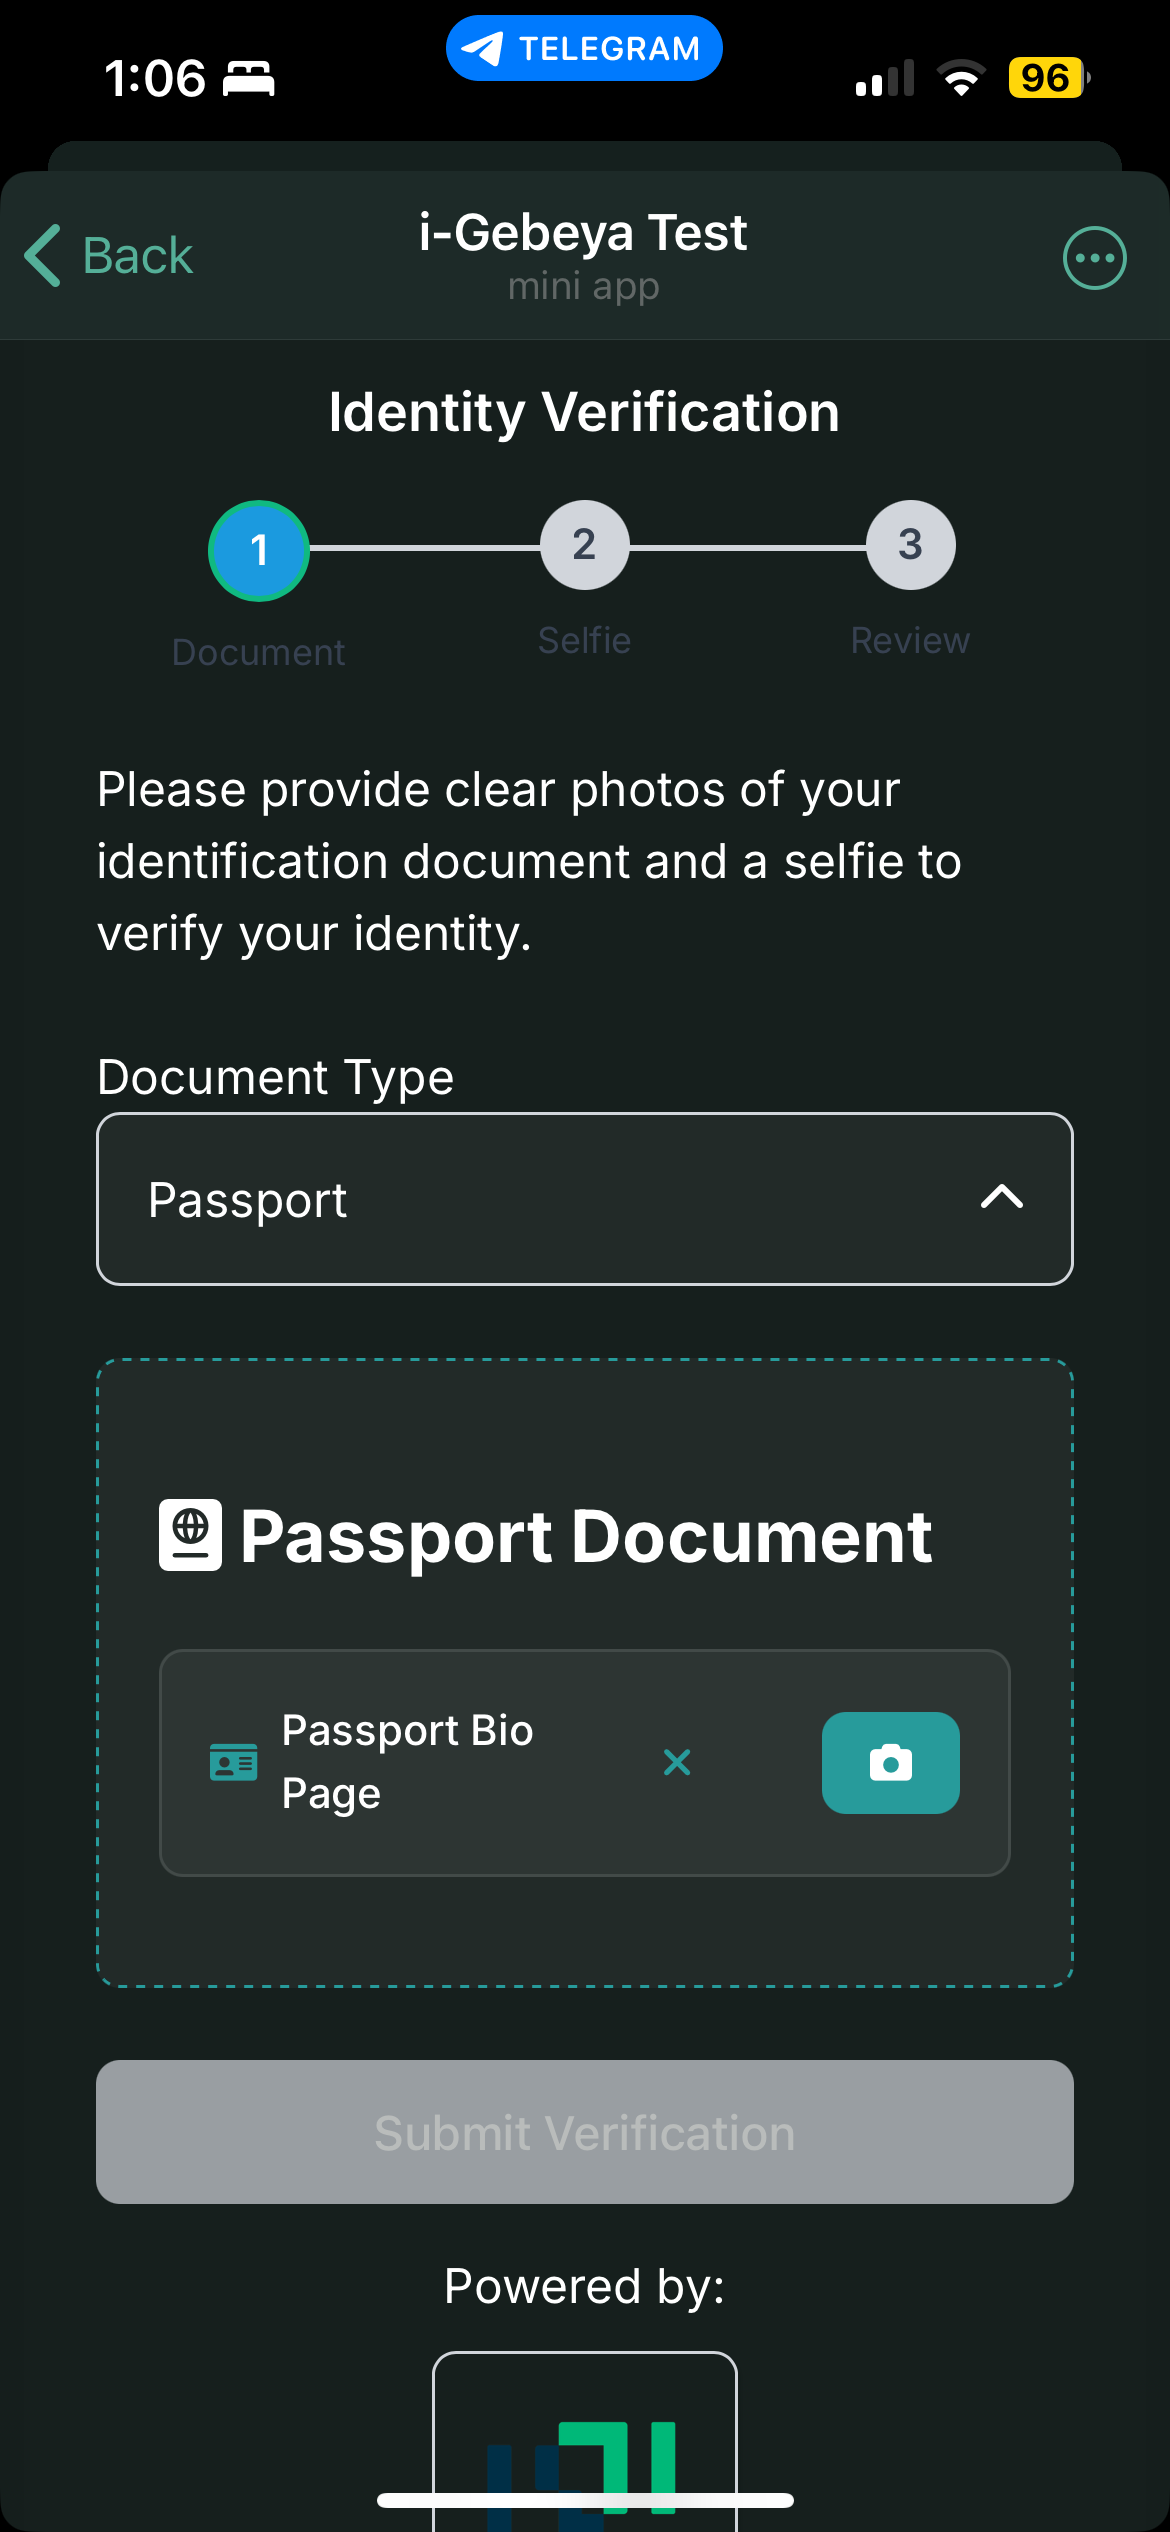 1:06
TELEGRAM
96
Back
i-Gebeya Test
mini app
Identity Verification
1
2
3
Document
Selfie
Review
Please provide clear photos of your
identification document and a selfie to
verify your identity.
Document Type
Passport
Passport Document
Passport Bio
Page
Submit Verification
Powered by: